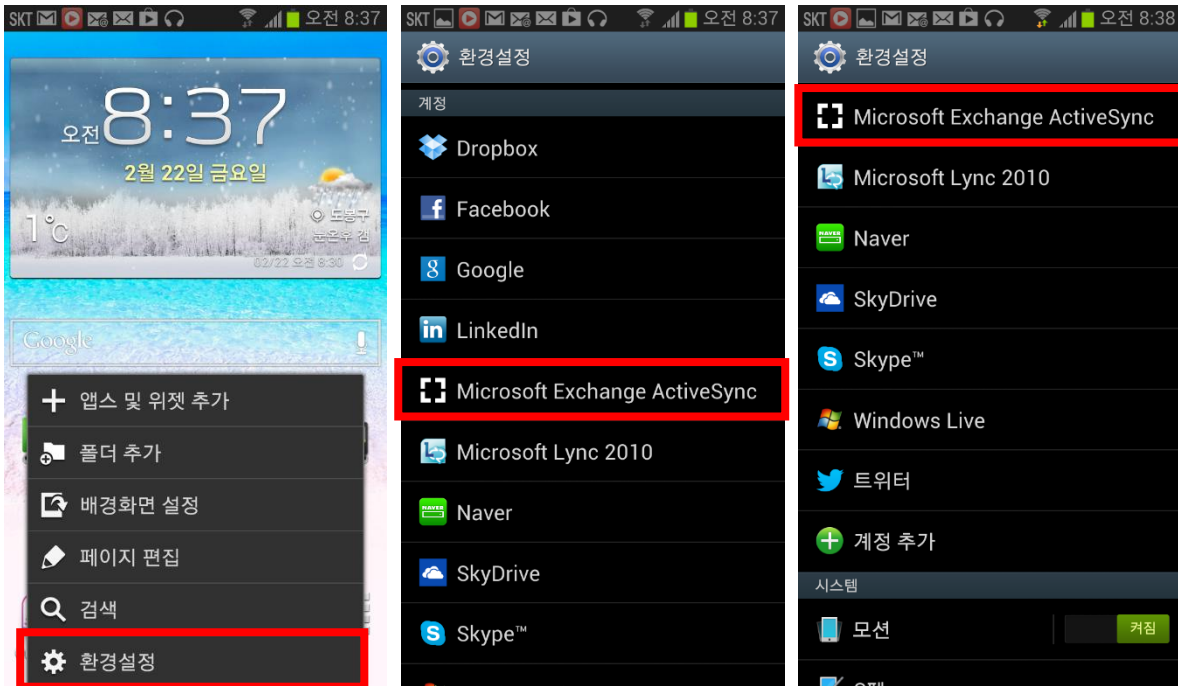 SKT 오전 8:37
오전 8:37
2월 22일 금요일
1°C
도봉구
눈온후 갬
02/22 오전 8:30
Google
앱스 및 위젯 추가
폴더 추가
배경화면 설정
페이지 편집
검색
환경설정
SKT 오전 8:37
환경설정
계정
Dropbox
Facebook
Google
LinkedIn
Microsoft Exchange ActiveSync
Microsoft Lync 2010
Naver
SkyDrive
Skype™
SKT 오전 8:38
환경설정
Microsoft Exchange ActiveSync
Microsoft Lync 2010
Naver
SkyDrive
Skype™
Windows Live
트위터
계정 추가
시스템
모션 켜짐